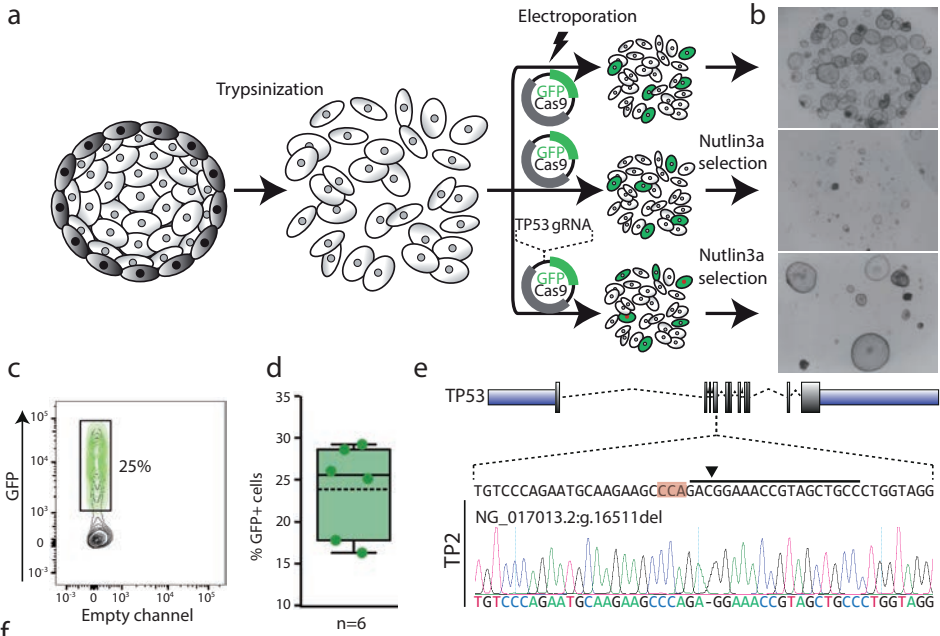 a
Electroporation
b
Trypsinization
GFP
Cas9
GFP
Cas9
Nutlin3a
selection
TP53 gRNA
GFP
Cas9
Nutlin3a
selection
c
GFP
10⁵
10⁴
10³
0
10⁻³
25%
10⁻³
0
10³
10⁴
10⁵
Empty channel
d
% GFP+ cells
35
30
25
22
15
10
n=6
e
TP53
TGTCCCAGAATGCAAGAAGCCCAGACGGAAACCGTAGCTGCCCTGGTAGG
TP2
NG_017013.2:g.16511del
TGTCCCAGAATGCAAGAAGCCCAGA-GGAAACCGTAGCTGCCCTGGTAGG
f